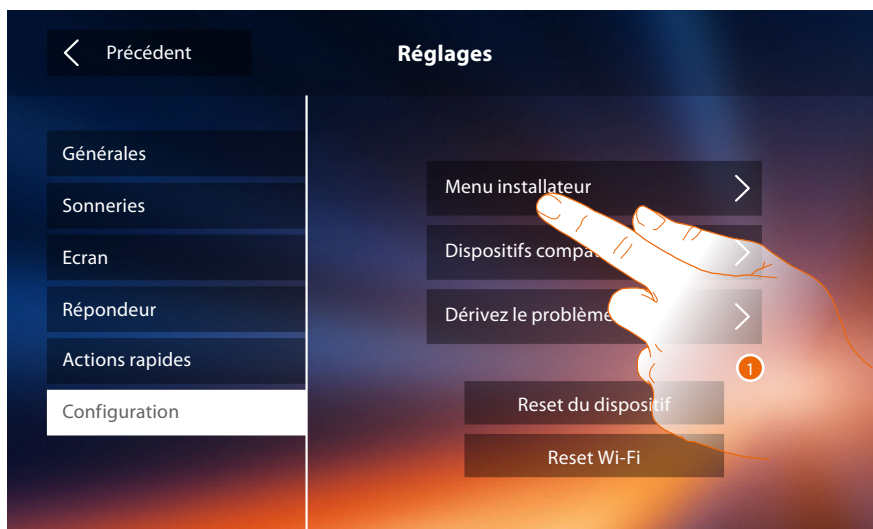 Précédent
Réglages
Générales
Sonneries
Ecran
Répondeur
Actions rapides
Configuration
Menu installateur
Dispositifs
Dérivez le problème
1
Reset du dispositif
Reset Wi-Fi